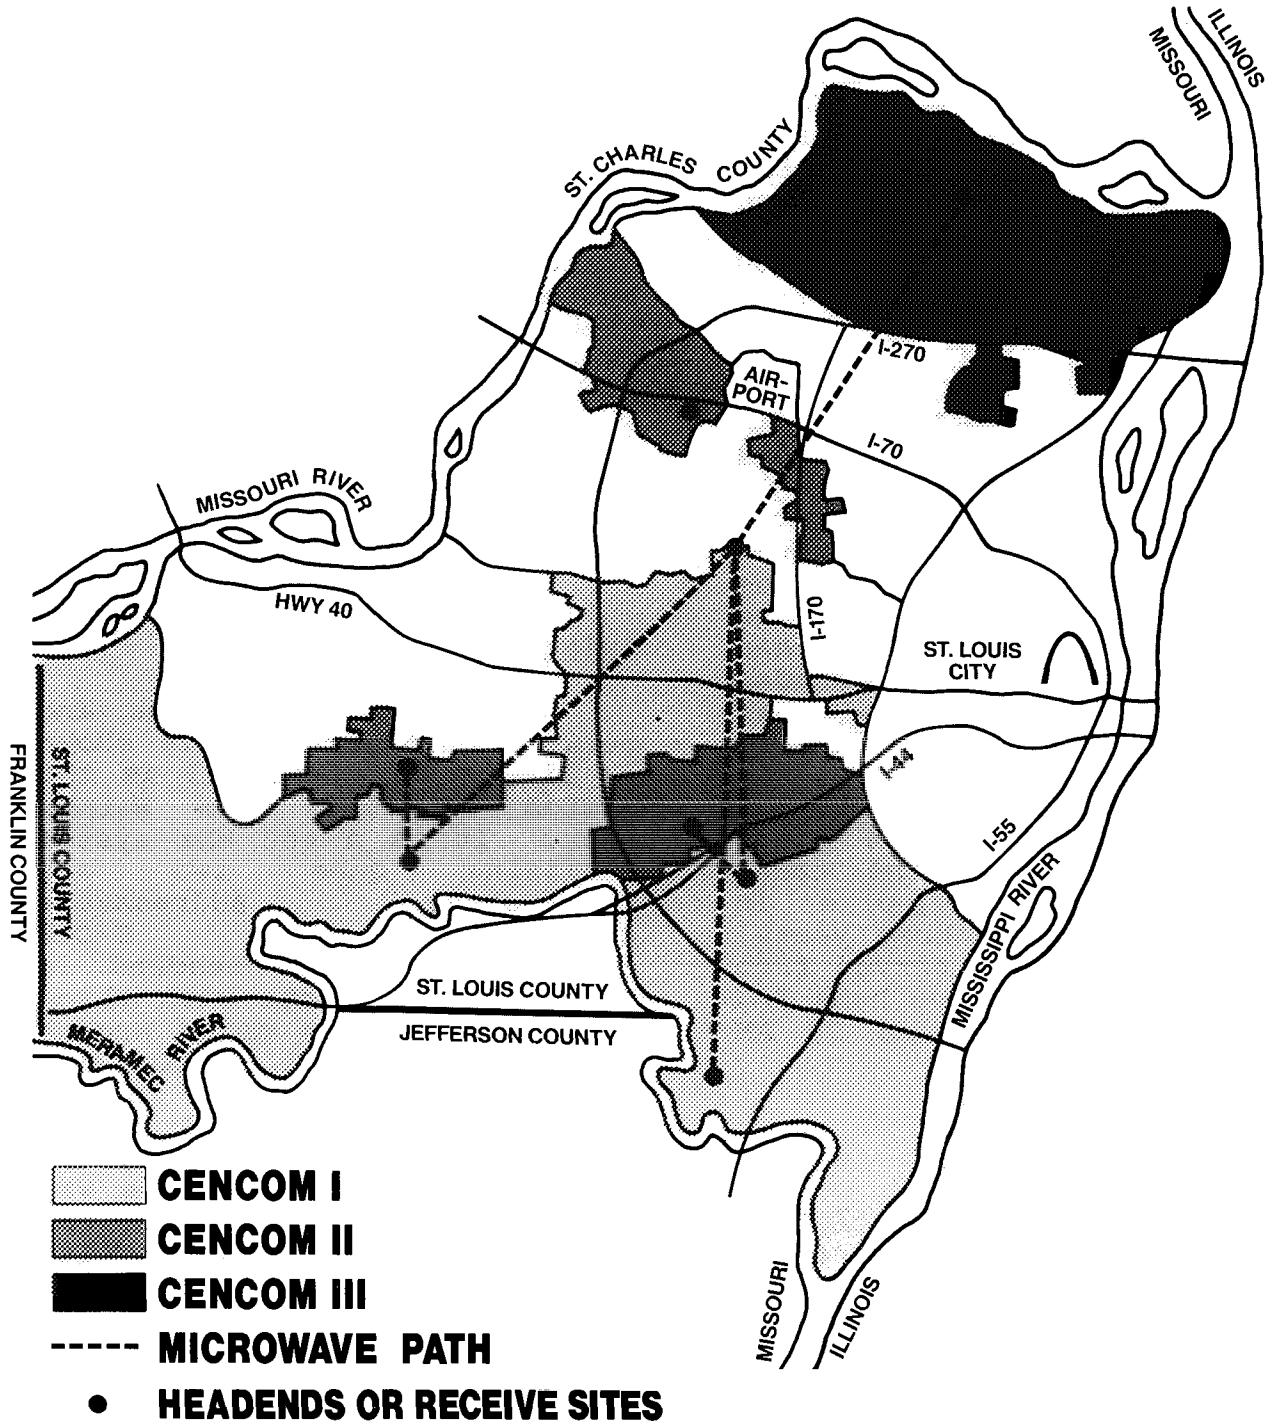 ILLINOIS
MISSOURI
ST. CHARLES COUNTY
I-270
AIR-
PORT
I-70
MISSOURI RIVER
HWY 40
I-170
ST. LOUIS
CITY
I-44
I-55
FRANKLIN COUNTY
ST. LOUIS COUNTY
MISSISSIPPI RIVER
ST. LOUIS COUNTY
JEFFERSON COUNTY
MERAMEC RIVER
CENCOM I
CENCOM II
CENCOM III
MICROWAVE PATH
HEADENDS OR RECEIVE SITES
MISSOURI
ILLINOIS